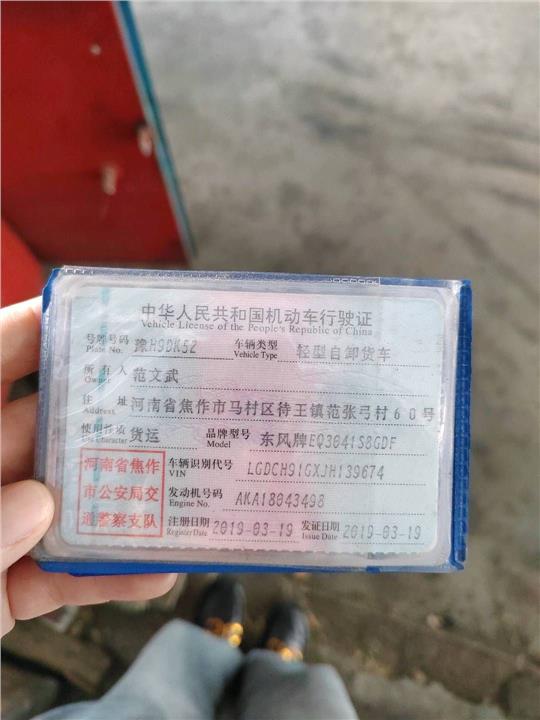 中华人民共和国机动车行驶证
Vehicle License of the People's Republic of China
号牌号码 Plate No. 豫H9DK52 车辆类型 Vehicle Type 轻型自卸货车
所有人 Owner 范文武
住址 Address 河南省焦作市马村区待王镇范张弓村60号
使用性质 Use Character 货运 品牌型号 Model 东风牌EQ3041S8GDF
车辆识别代号 VIN LGDCH91GXJH139674
发动机号码 Engine No. AKA18043498
注册日期 Register Date 2019-03-19 发证日期 Issue Date 2019-03-19
河南省焦作
市公安局交
通警察支队